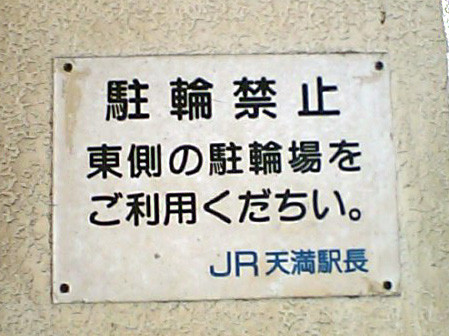 駐輪禁止
東側の駐輪場を
ご利用くだちい。
JR天満駅長